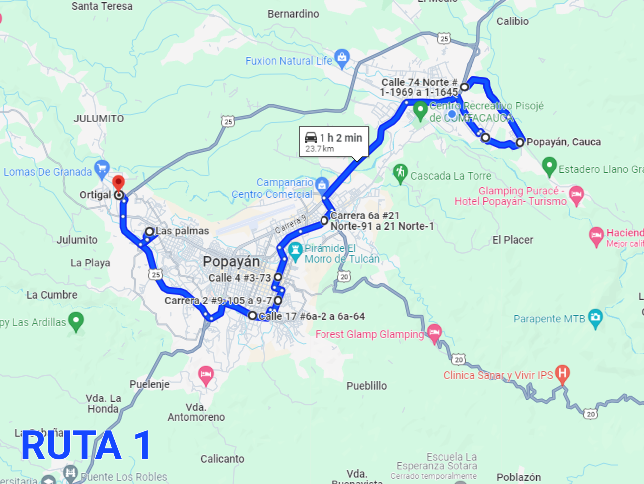 Santa Teresa
Bernardino
El Medio
Calibio
25
Fuxion Natural Life
Calle 74 Norte #
1-1969 a 1-1645
Centro Recreativo Pisojé
de COMFACAUCA
JULUMITO
25
1 h 2 min
23.7 km
Popayán, Cauca
Lomas De Granada
Estadero Llano Gra
Cascada La Torre
Campanario
Centro Comercial
Ortigal
Glamping Puracé -
Hotel Popayán- Turismo
Carrera 6a #21
Norte-91 a 21 Norte-1
Carrera 9
Las palmas
Julumito
El Placer
Hacienda
Mejor calif
Pirámide El
Morro de Tulcán
La Playa
Popayán
25
Calle 4 #3-73
La Cumbre
Carrera 2 #9-105 a 9-7
Calle 17 #6a-2 a 6a-64
py Las Ardillas
Parapente MTB
20
Forest Glamp Glamping
20
Clinica Sanar y Vivir IPS
Puelenje
Pueblillo
Vda. La
Honda
Vda.
Antomoreno
20
RUTA 1
Calicanto
Escuela La
Esperanza Sotara
Cerrado temporalmente
Puente Los Robles
Vda.
Buenavista
Poblazón